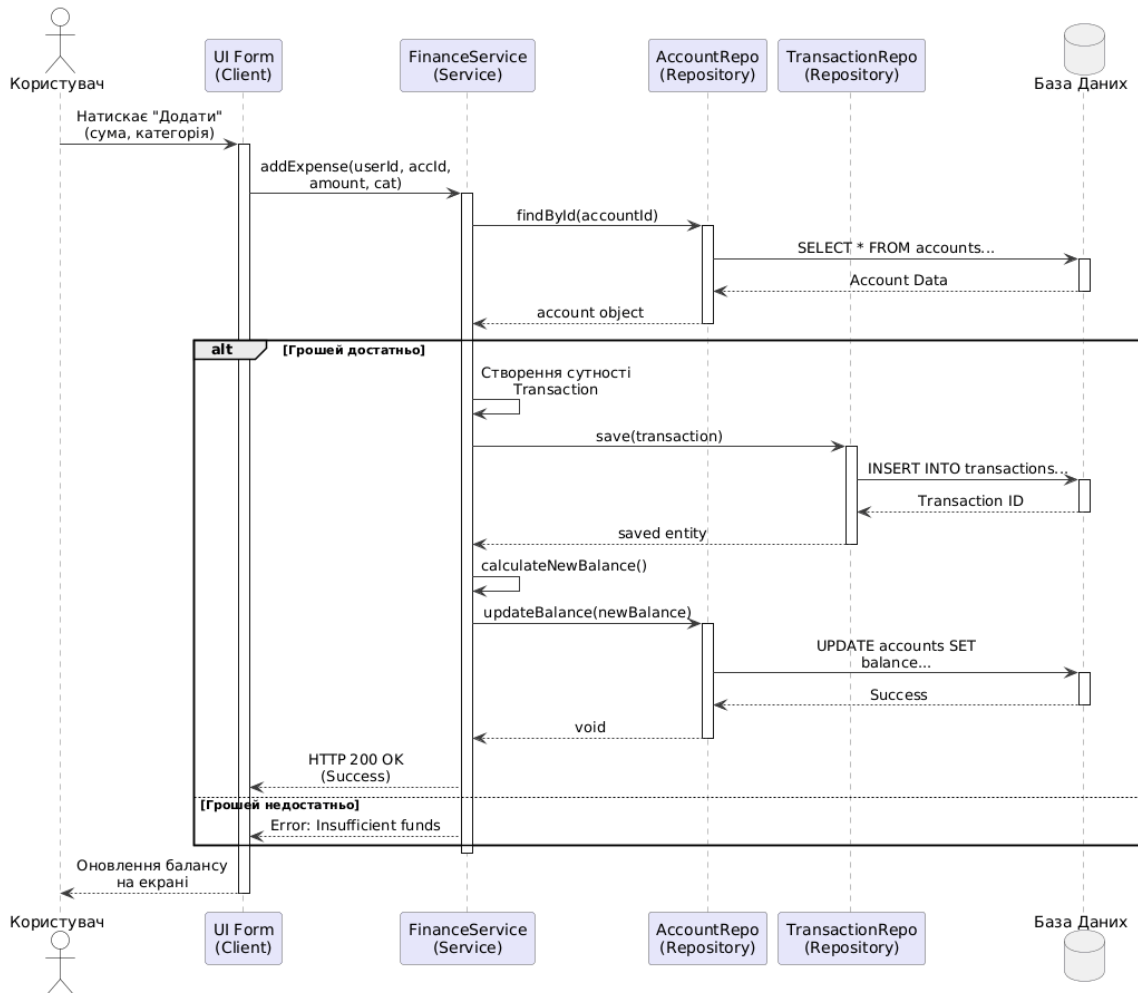 Користувач
UI Form
(Client)
FinanceService
(Service)
AccountRepo
(Repository)
TransactionRepo
(Repository)
База Даних
Натискає "Додати"
(сума, категорія)
addExpense(userId, accId,
amount, cat)
findById(accountId)
SELECT * FROM accounts...
Account Data
account object
alt [Грошей достатньо]
Створення сутності
Transaction
save(transaction)
INSERT INTO transactions...
Transaction ID
saved entity
calculateNewBalance()
updateBalance(newBalance)
UPDATE accounts SET
balance...
Success
void
HTTP 200 OK
(Success)
[Грошей недостатньо]
Error: Insufficient funds
Оновлення балансу
на екрані
Користувач
UI Form
(Client)
FinanceService
(Service)
AccountRepo
(Repository)
TransactionRepo
(Repository)
База Даних